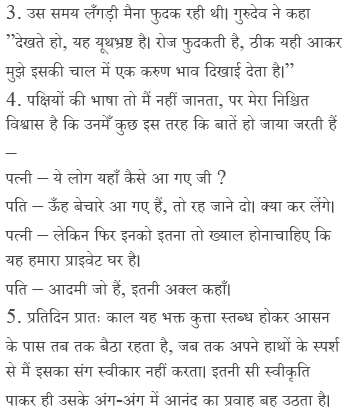 3. उस समय लँगड़ी मैना फुदक रही थी। गुरुदेव ने कहा
”देखते हो, यह यूथभ्रष्ट है। रोज फुदकती है, ठीक यही आकर
मुझे इसकी चाल में एक करुण भाव दिखाई देता है।”
4. पक्षियों की भाषा तो मैं नहीं जानता, पर मेरा निश्चित
विश्वास है कि उनमेँ कुछ इस तरह कि बातें हो जाया जरती हैं
–
पत्नी – ये लोग यहाँ कैसे आ गए जी ?
पति – ऊँह बेचारे आ गए हैं, तो रह जाने दो। क्या कर लेंगे।
पत्नी – लेकिन फिर इनको इतना तो ख्याल होनाचाहिए कि
यह हमारा प्राइवेट घर है।
पति – आदमी जो हैं, इतनी अक्ल कहाँ।
5. प्रतिदिन प्रातः काल यह भक्त कुत्ता स्तब्ध होकर आसन
के पास तब तक बैठा रहता है, जब तक अपने हाथों के स्पर्श
से मैं इसका संग स्वीकार नहीं करता। इतनी सी स्वीकृति
पाकर ही उसके अंग-अंग में आनंद का प्रवाह बह उठता है।